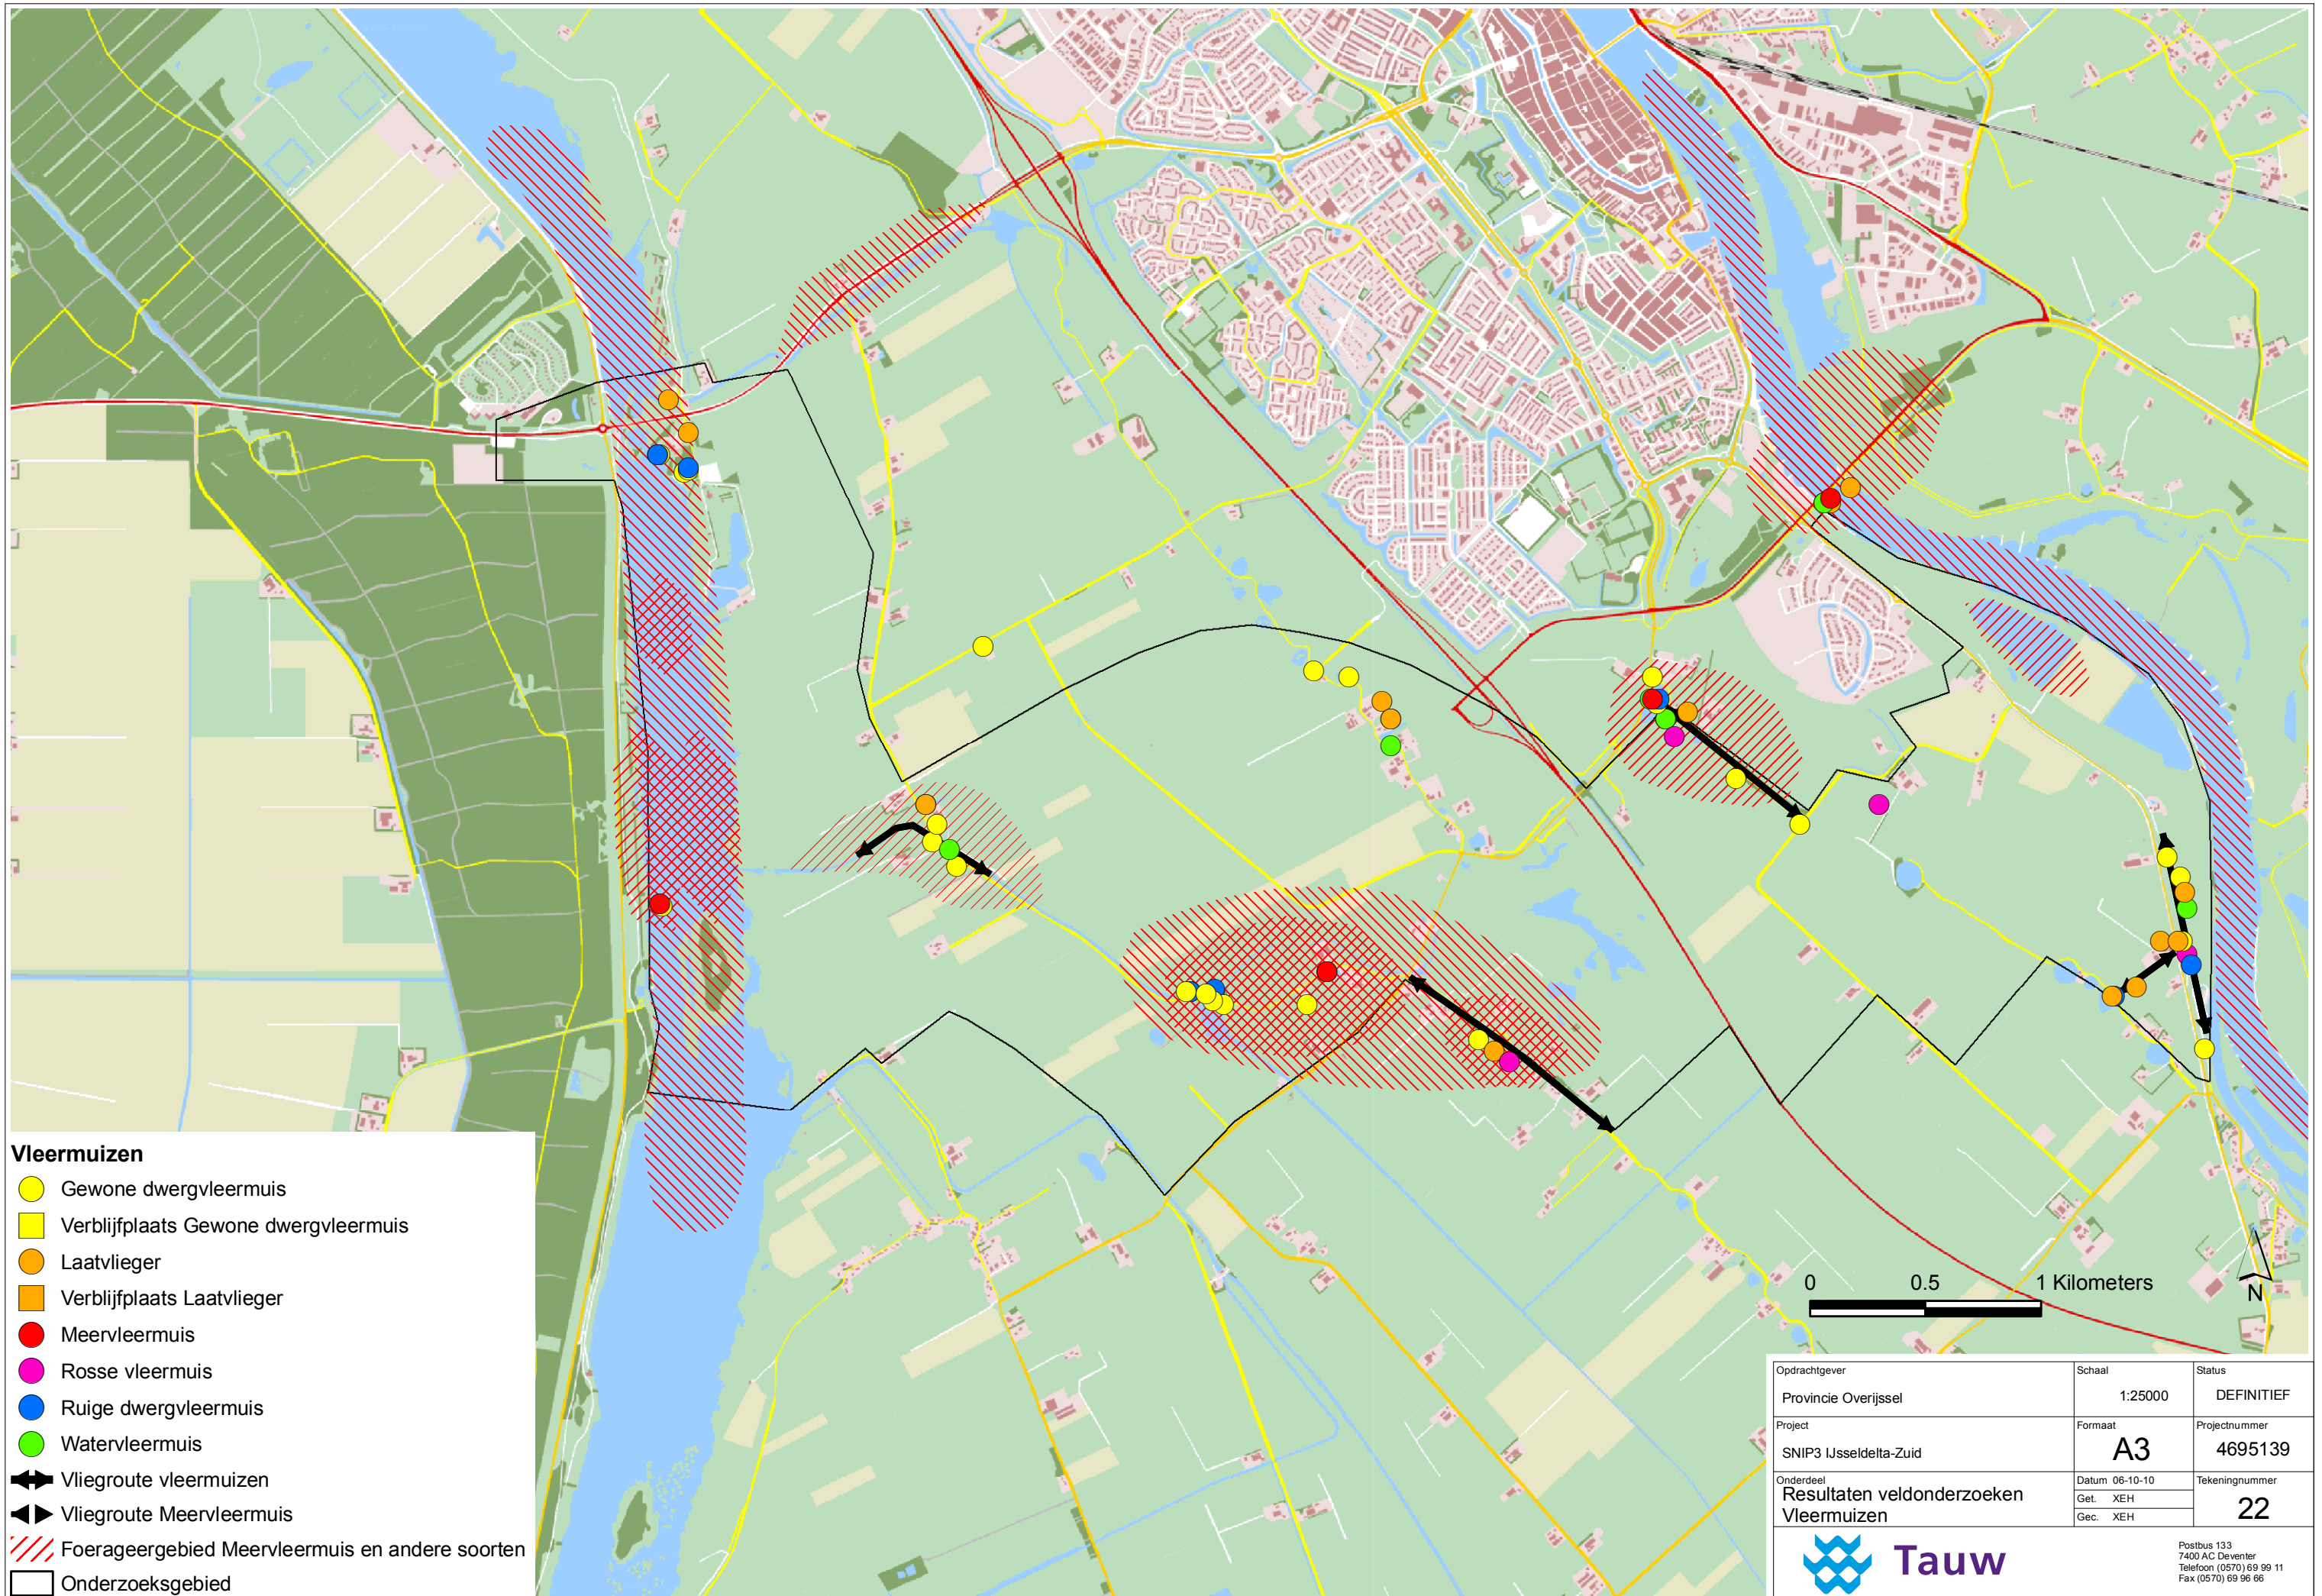 Vleermuizen
Gewone dwergvleermuis
Verblijfplaats Gewone dwergvleermuis
Laatvlieger
Verblijfplaats Laatvlieger
Meervleermuis
Rosse vleermuis
Ruige dwergvleermuis
Watervleermuis
Vliegroute vleermuizen
Vliegroute Meervleermuis
Foerageergebied Meervleermuis en andere soorten
Onderzoeksgebied
0 0.5 1 Kilometers
N
Opdrachtgever
Provincie Overijssel
Schaal
1:25000
Status
DEFINITIEF
Project
SNIP3 IJsseldelta-Zuid
Formaat
A3
Projectnummer
4695139
Onderdeel
Resultaten veldonderzoeken
Vleermuizen
Datum 06-10-10
Get. XEH
Gec. XEH
Tekeningnummer
22
Tauw
Postbus 133
7400 AC Deventer
Telefoon (0570) 69 99 11
Fax (0570) 69 96 66